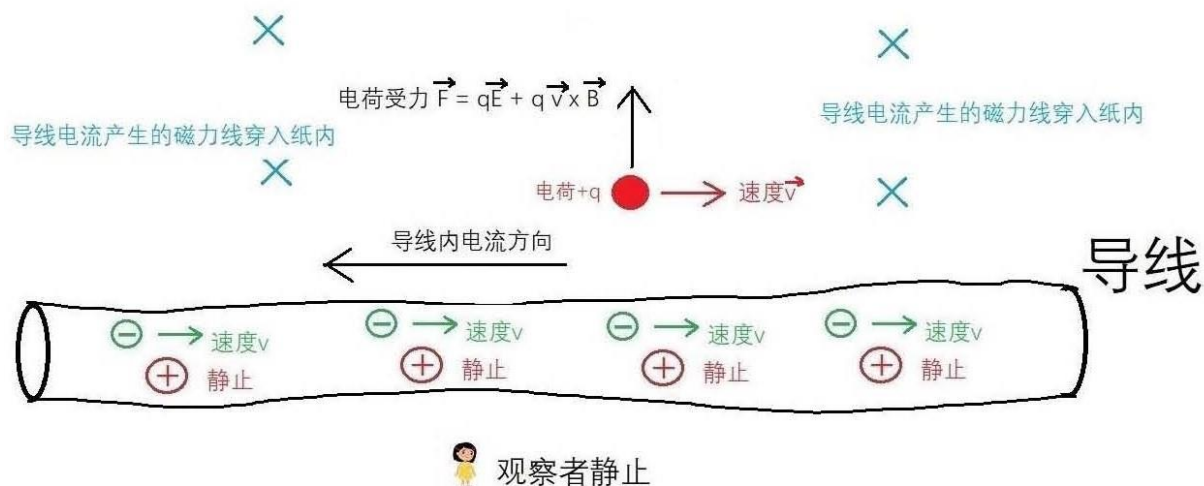 电荷受力 F = qE + q v x B
导线电流产生的磁力线穿入纸内
导线电流产生的磁力线穿入纸内
电荷+q
速度v
导线内电流方向
导线
速度v
速度v
速度v
速度v
静止
静止
静止
静止
观察者静止